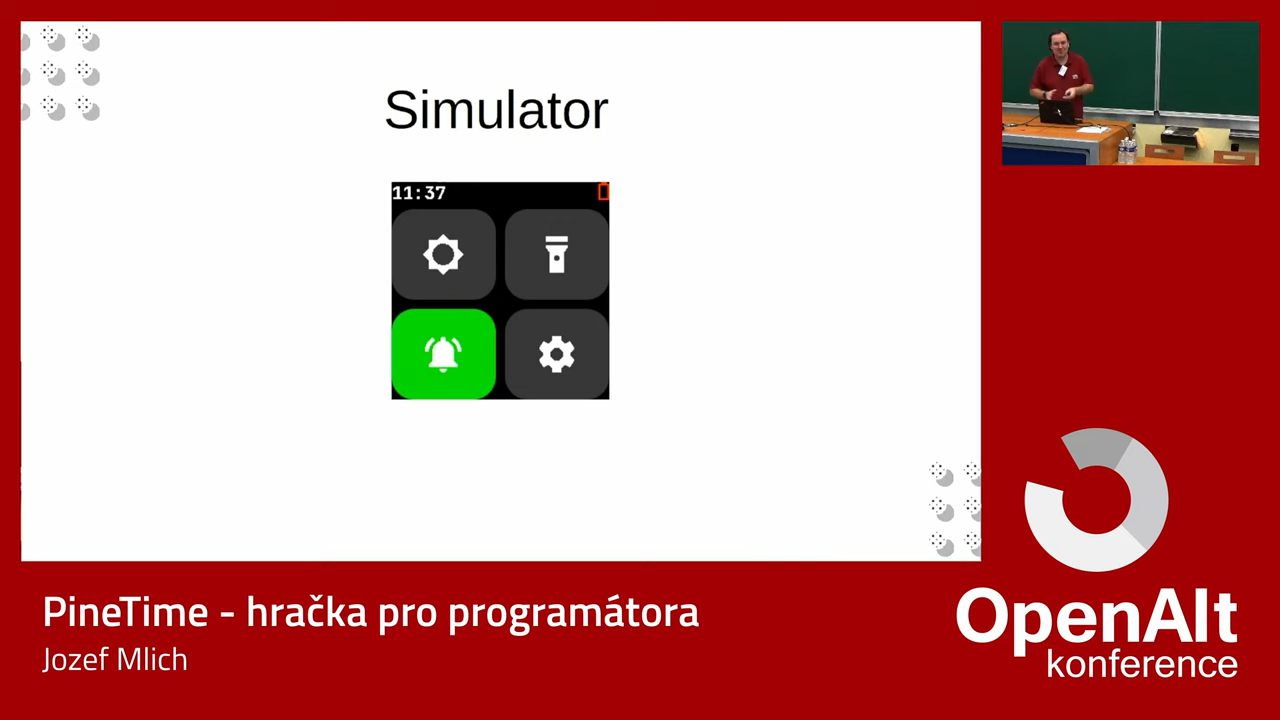 Simulator
11:37
PineTime - hračka pro programátora
Jozef Mlich
OpenAlt
konference